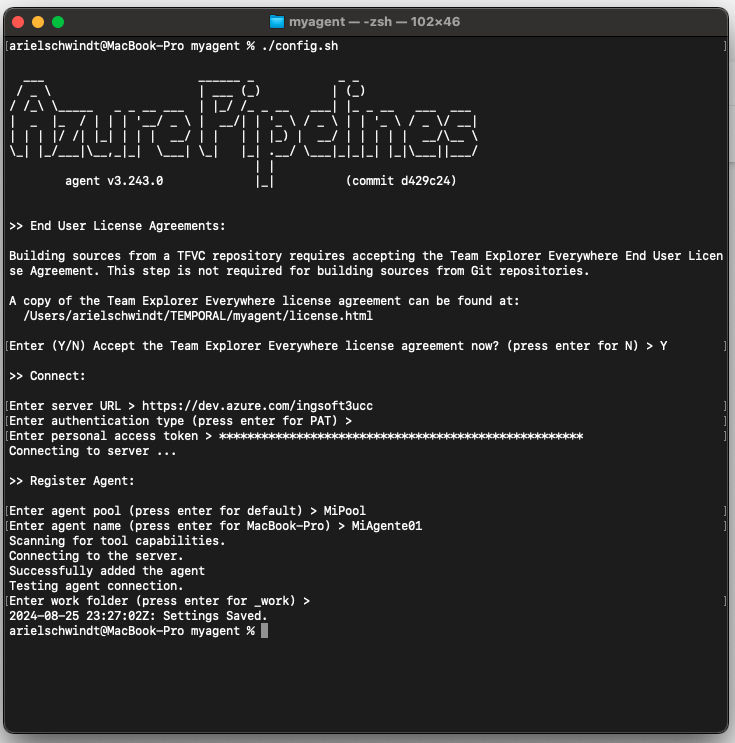 myagent — -zsh — 102×46
arielschwindt@MacBook-Pro myagent % ./config.sh
Azure Pipelines
agent v3.243.0 (commit d429c24)
>> End User License Agreements:
Building sources from a TFVC repository requires accepting the Team Explorer Everywhere End User Licen
se Agreement. This step is not required for building sources from Git repositories.
A copy of the Team Explorer Everywhere license agreement can be found at:
/Users/arielschwindt/TEMPORAL/myagent/license.html
Enter (Y/N) Accept the Team Explorer Everywhere license agreement now? (press enter for N) > Y
>> Connect:
Enter server URL > https://dev.azure.com/ingsoft3ucc
Enter authentication type (press enter for PAT) >
Enter personal access token > ****************************************************
Connecting to server ...
>> Register Agent:
Enter agent pool (press enter for default) > MiPool
Enter agent name (press enter for MacBook-Pro) > MiAgente01
Scanning for tool capabilities.
Connecting to the server.
Successfully added the agent
Testing agent connection.
Enter work folder (press enter for _work) >
2024-08-25 23:27:02Z: Settings Saved.
arielschwindt@MacBook-Pro myagent %